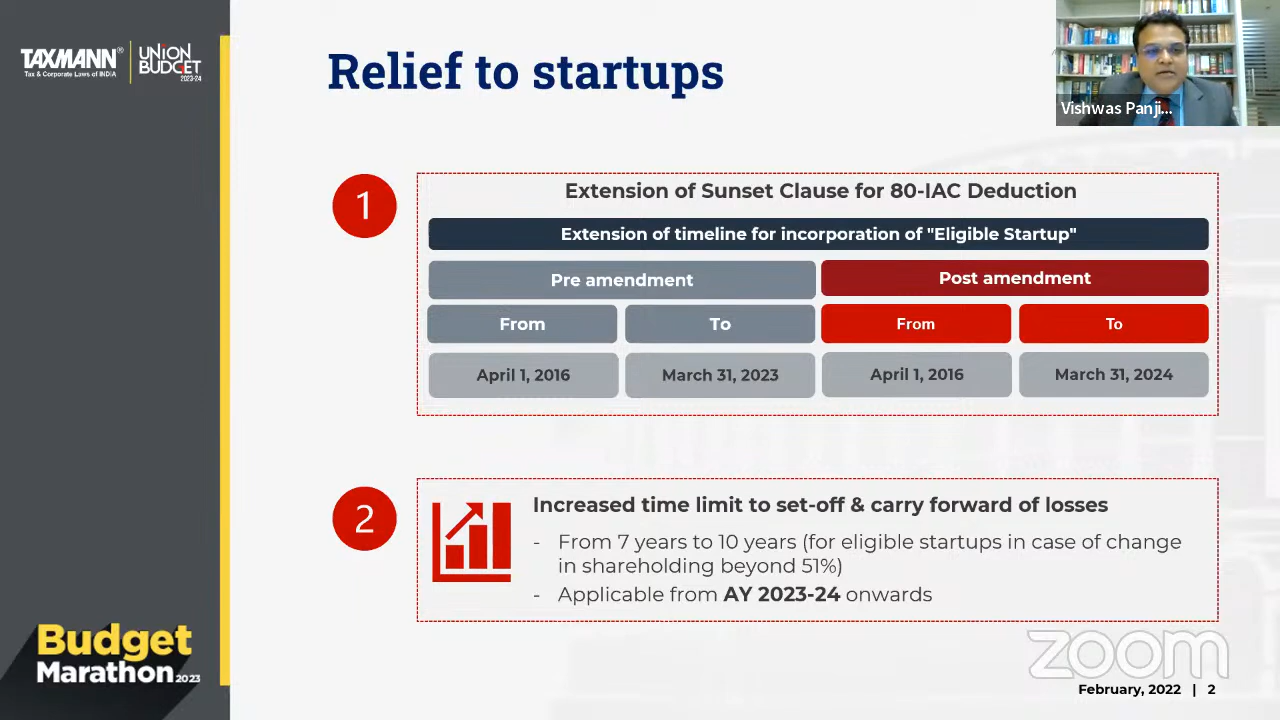 TAXMANN®
Tax & Corporate Laws of INDIA
UNION
BUDGET
2023-24
Relief to startups
Vishwas Panji...
1
Extension of Sunset Clause for 80-IAC Deduction
Extension of timeline for incorporation of "Eligible Startup"
Pre amendment
Post amendment
From
To
From
To
April 1, 2016
March 31, 2023
April 1, 2016
March 31, 2024
2
Increased time limit to set-off & carry forward of losses
- From 7 years to 10 years (for eligible startups in case of change
in shareholding beyond 51%)
- Applicable from AY 2023-24 onwards
Budget
Marathon 2023
zoom
February, 2022 | 2